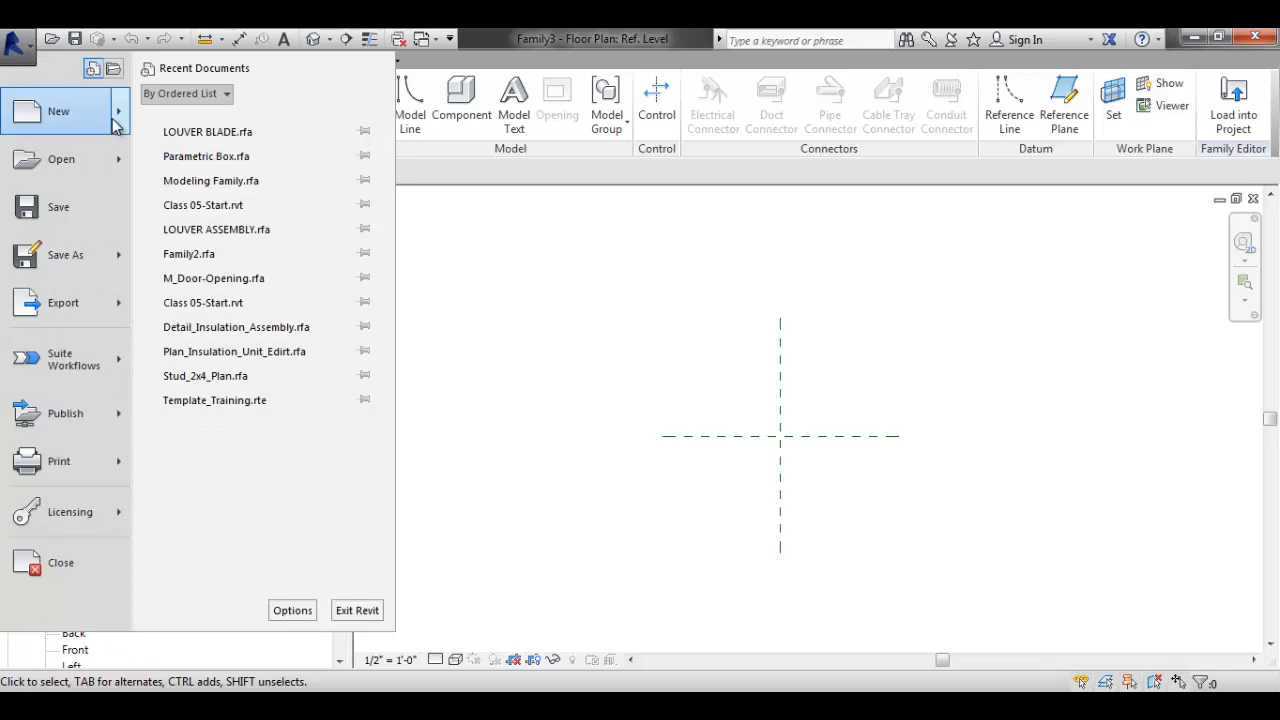 Family3 - Floor Plan: Ref. Level
Type a keyword or phrase
Sign In
Recent Documents
By Ordered List
New
Open
Save
Save As
Export
Suite
Workflows
Publish
Print
Licensing
Close
LOUVER BLADE.rfa
Parametric Box.rfa
Modeling Family.rfa
Class 05-Start.rvt
LOUVER ASSEMBLY.rfa
Family2.rfa
M_Door-Opening.rfa
Class 05-Start.rvt
Detail_Insulation_Assembly.rfa
Plan_Insulation_Unit_Edirt.rfa
Stud_2x4_Plan.rfa
Template_Training.rte
Options
Exit Revit
Model
Line
Component
Model
Text
Opening
Model
Group
Control
Electrical
Connector
Duct
Connector
Pipe
Connector
Cable Tray
Connector
Conduit
Connector
Reference
Line
Reference
Plane
Set
Show
Viewer
Load into
Project
Model
Control
Connectors
Datum
Work Plane
Family Editor
2D
Back
Front
Left
1/2" = 1'-0"
Click to select, TAB for alternates, CTRL adds, SHIFT unselects.
:0